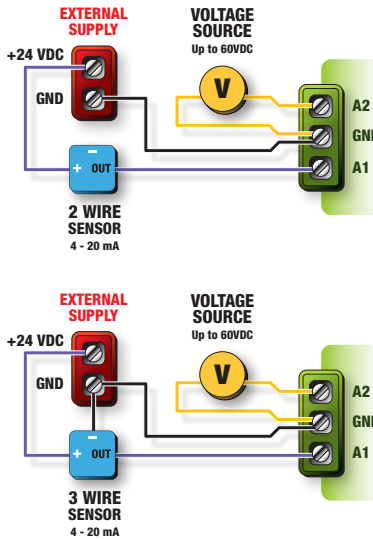 EXTERNAL
SUPPLY
VOLTAGE
SOURCE
Up to 60VDC
+24 VDC
GND
V
A2
GND
A1
–
+ OUT
2 WIRE
SENSOR
4 - 20 mA
EXTERNAL
SUPPLY
VOLTAGE
SOURCE
Up to 60VDC
+24 VDC
GND
V
A2
GND
A1
–
+ OUT
3 WIRE
SENSOR
4 - 20 mA